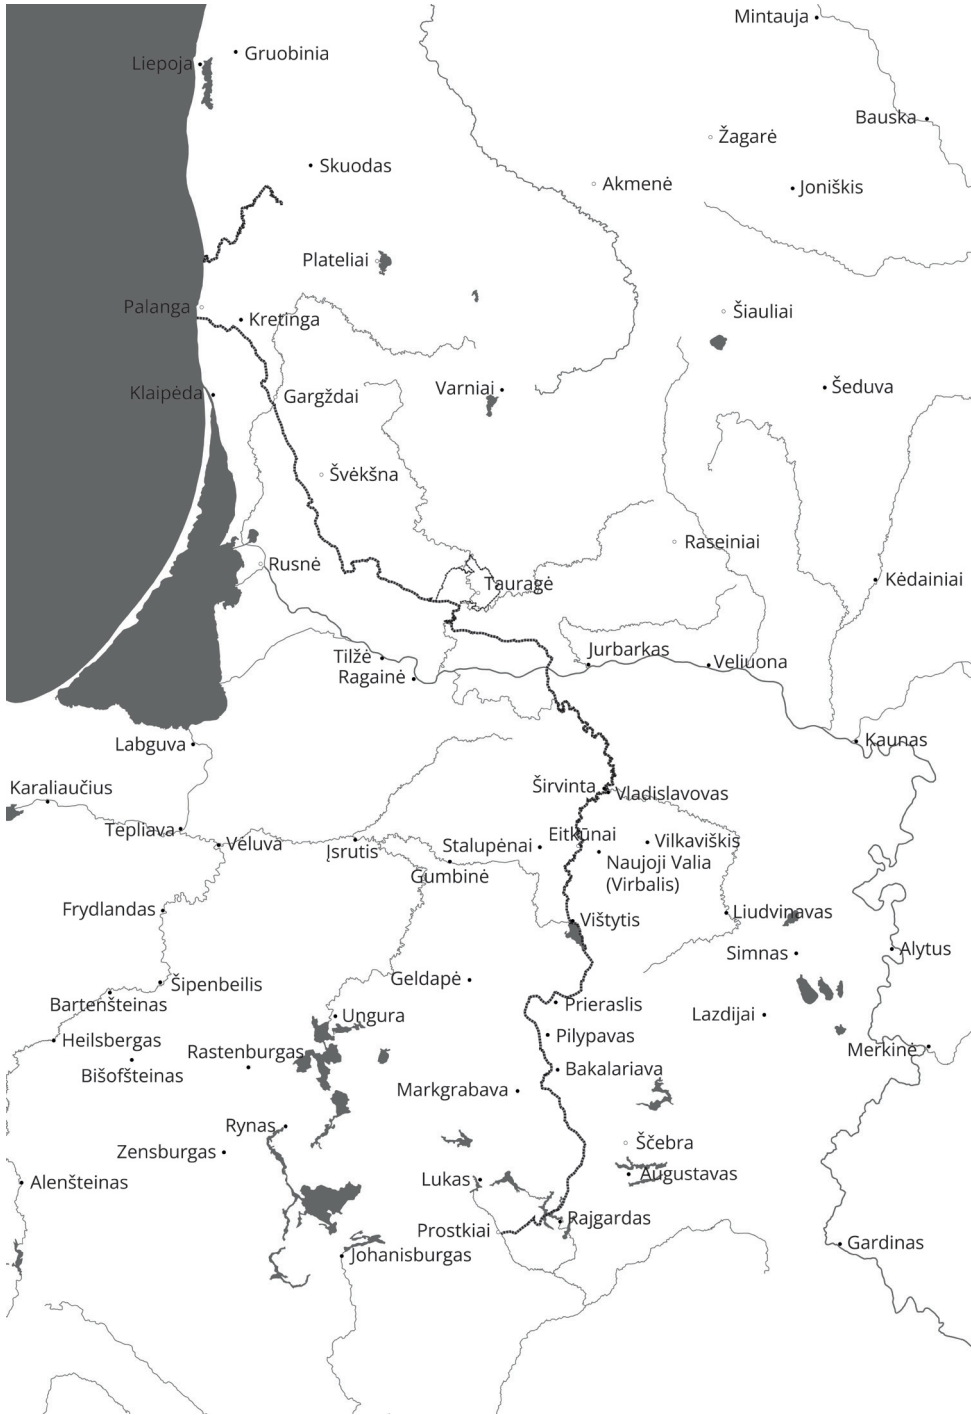 Mintauja
Gruobinia
Liepoja
Bauska
Žagarė
Skuodas
Akmenė
Joniškis
Plateliai
Palanga
Kretinga
Šiauliai
Klaipėda
Gargždai
Varniai
Šeduva
Švėkšna
Raseiniai
Rusnė
Tauragė
Kėdainiai
Tilžė
Jurbarkas
Veliuona
Ragainė
Labguva
Kaunas
Karaliaučius
Širvinta
Vladislavovas
Tepliava
Vėluva
Įsrutis
Stalupėnai
Eitkūnai
Vilkaviškis
Gumbinė
Naujoji Valia
(Virbalis)
Frydlandas
Vištytis
Liudvinavas
Simnas
Alytus
Šipenbeilis
Geldapė
Bartenšteinas
Prieraslis
Ungura
Lazdijai
Heilsbergas
Pilypavas
Rastenburgas
Merkinė
Bišofšteinas
Bakalariava
Markgrabava
Rynas
Ščebra
Zensburgas
Alenšteinas
Lukas
Augustavas
Rajgardas
Prostkiai
Johanisburgas
Gardinas